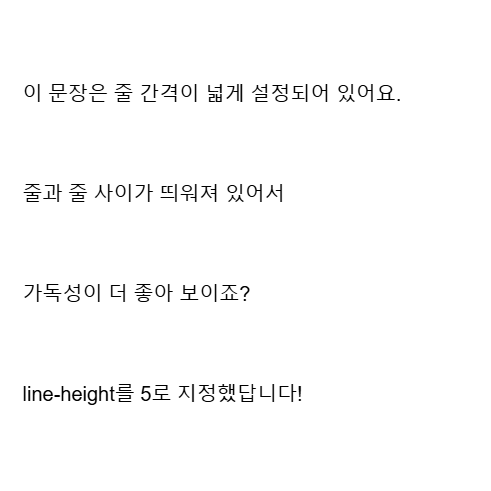 이 문장은 줄 간격이 넓게 설정되어 있어요.
줄과 줄 사이가 띄워져 있어서
가독성이 더 좋아 보이죠?
line-height를 5로 지정했답니다!